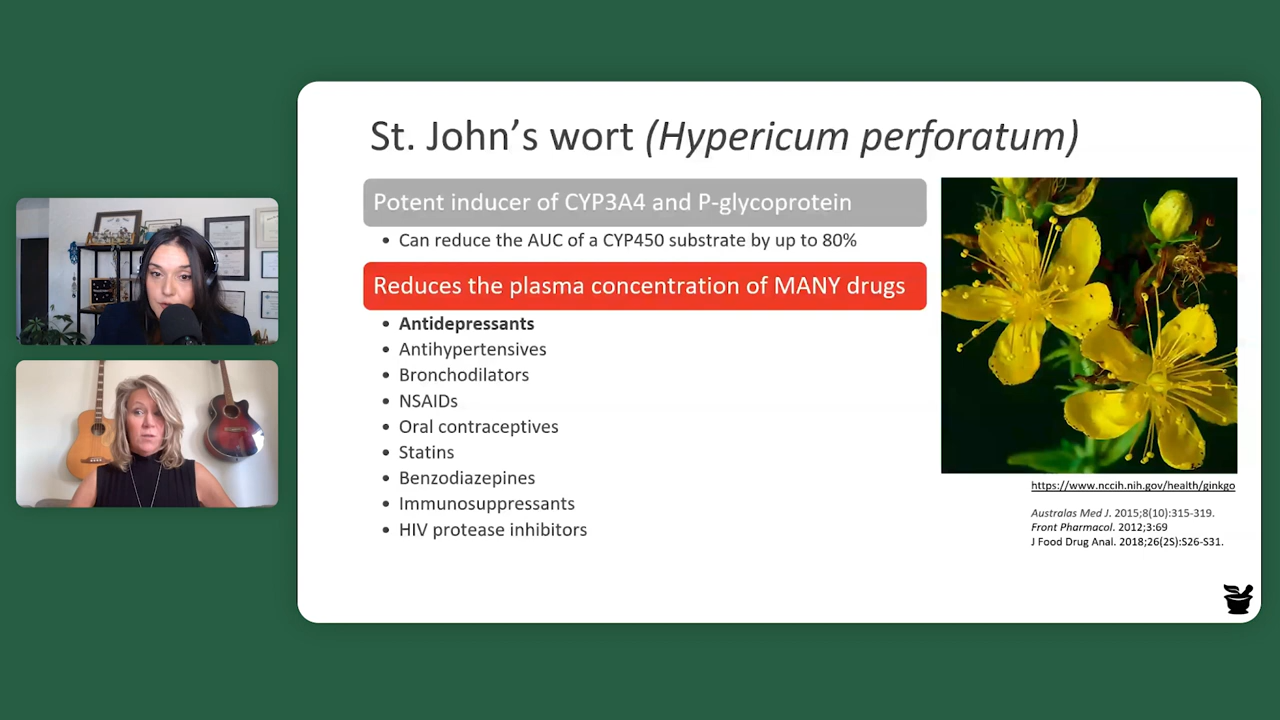 St. John's wort (Hypericum perforatum)
Potent inducer of CYP3A4 and P-glycoprotein
• Can reduce the AUC of a CYP450 substrate by up to 80%
Reduces the plasma concentration of MANY drugs
• Antidepressants
• Antihypertensives
• Bronchodilators
• NSAIDs
• Oral contraceptives
• Statins
• Benzodiazepines
• Immunosuppressants
• HIV protease inhibitors
https://www.nccih.nih.gov/health/ginkgo
Australas Med J. 2015;8(10):315-319.
Front Pharmacol. 2012;3:69
J Food Drug Anal. 2018;26(2S):S26-S31.